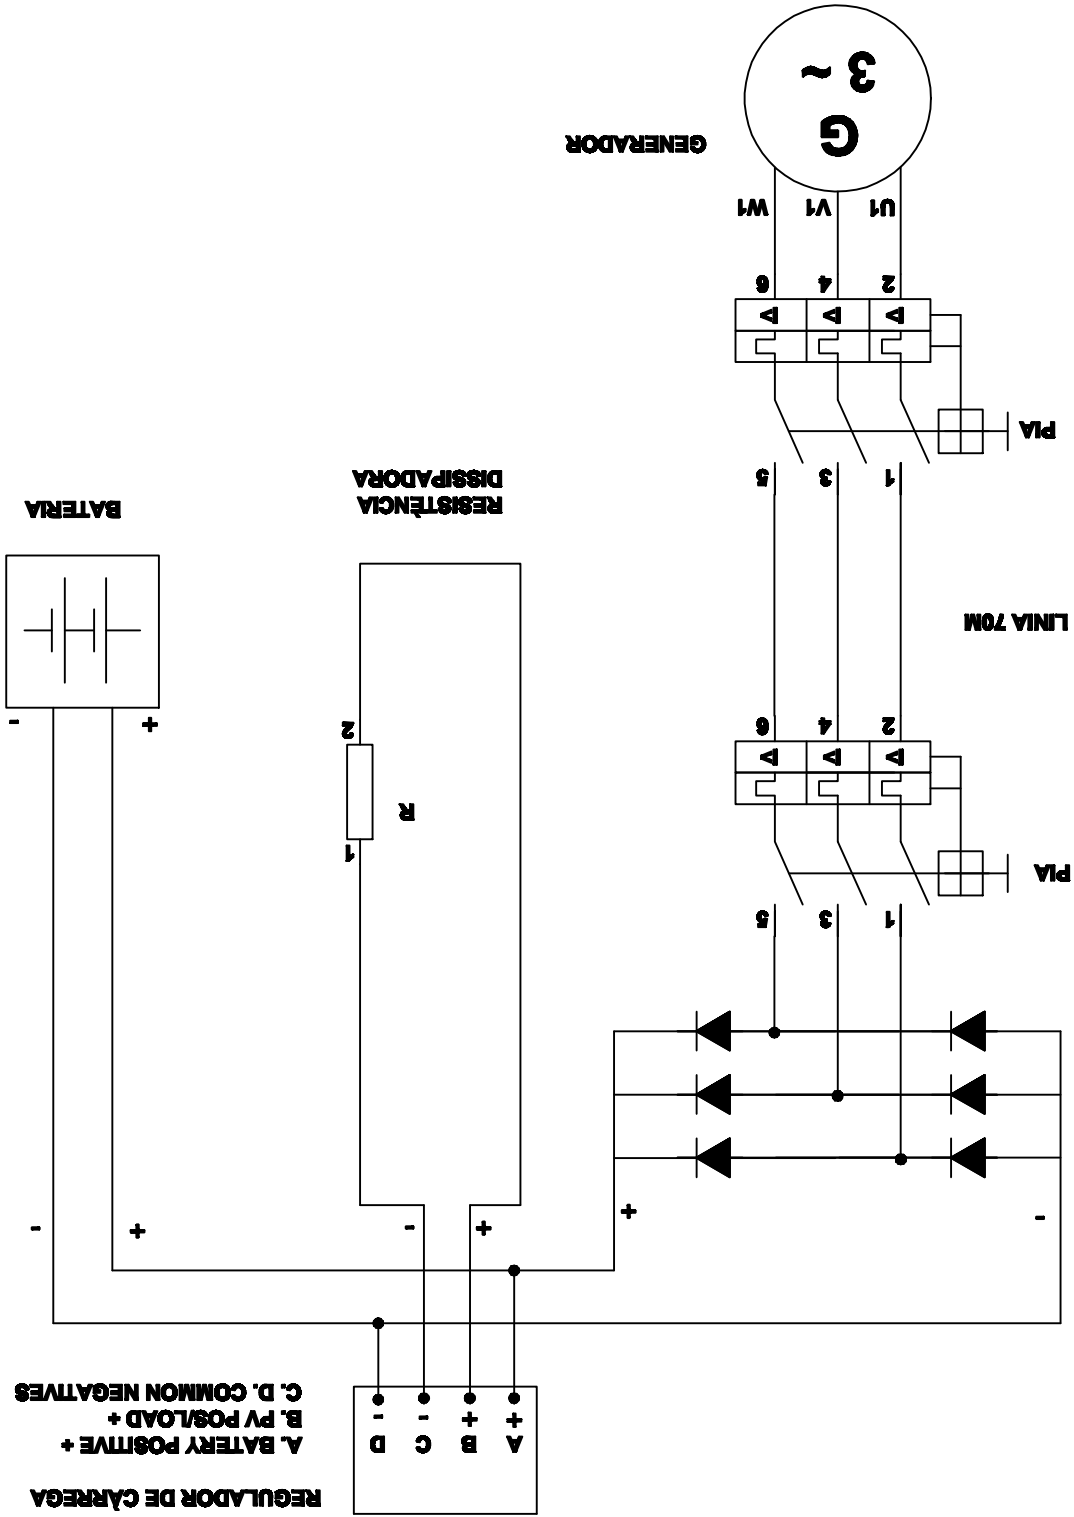 REGULADOR DE CÀRREGA
A. BATERY POSITIVE +
B. PV POS/LOAD +
C. D. COMMON NEGATIVES
A B C D
+ + - -
- +
+ - + -
1 3 5
PIA
1
R
2
2 4 6
+ -
LINIA 70M
BATERIA
RESISTÈNCIA
DISSIPADORA
1 3 5
PIA
2 4 6
U1 V1 W1
GENERADOR
G
3 ~